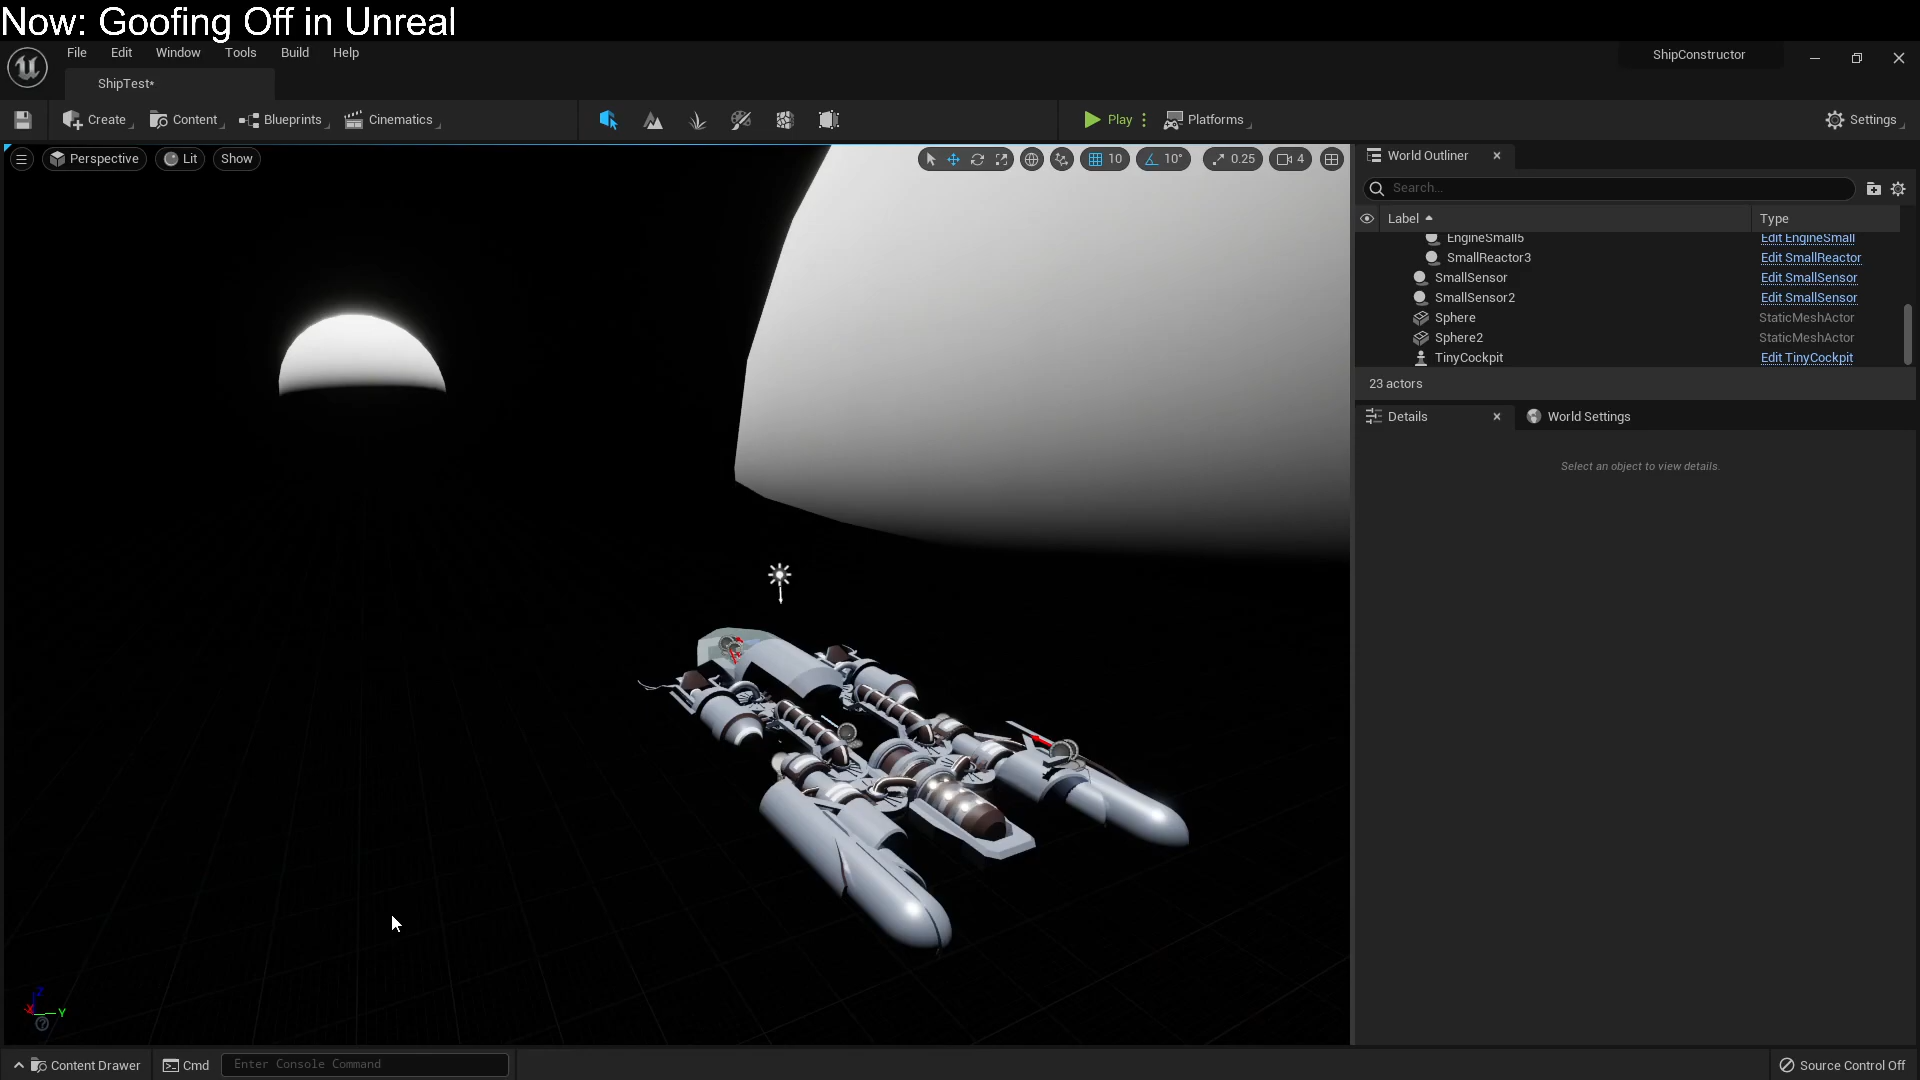 Now: Goofing Off in Unreal
File Edit Window Tools Build Help
ShipConstructor
ShipTest•
Create Content Blueprints Cinematics Play Platforms Settings
Perspective Lit Show 10 10° 0.25 4
World Outliner
Search...
Label Type
EngineSmall5 Edit EngineSmall
SmallReactor3 Edit SmallReactor
SmallSensor Edit SmallSensor
SmallSensor2 Edit SmallSensor
Sphere StaticMeshActor
Sphere2 StaticMeshActor
TinyCockpit Edit TinyCockpit
23 actors
Details World Settings
Select an object to view details.
Z
X Y
Content Drawer Cmd Enter Console Command Source Control Off